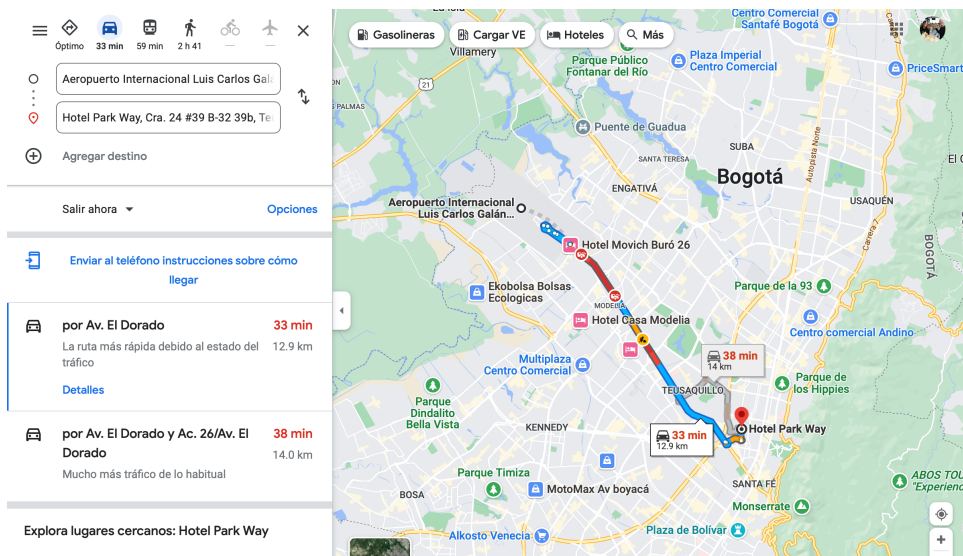 Óptimo
33 min
59 min
2 h 41
Aeropuerto Internacional Luis Carlos Gala
Hotel Park Way, Cra. 24 #39 B-32 39b, Te
Agregar destino
Salir ahora
Opciones
Enviar al teléfono instrucciones sobre cómo
llegar
por Av. El Dorado
33 min
La ruta más rápida debido al estado del
tráfico
12.9 km
Detalles
por Av. El Dorado y Ac. 26/Av. El
Dorado
38 min
14.0 km
Mucho más tráfico de lo habitual
Explora lugares cercanos: Hotel Park Way
Gasolineras
Cargar VE
Hoteles
Más
Centro Comercial
Santafé Bogotá
Villamery
Parque Público
Fontanar del Río
Plaza Imperial
Centro Comercial
PriceSmart
21
PALMAS
Puente de Guadua
Autopista Norte
SUBA
SANTA TERESA
Bogotá
ENGATIVÁ
USAQUÉN
Aeropuerto Internacional
Luis Carlos Galán...
Carrera 7
BOGOTÁ
Hotel Movich Buró 26
Ekobolsa Bolsas
Ecologicas
Parque de la 93
MODELIA
Hotel Casa Modelia
Centro comercial Andino
Multiplaza
Centro Comercial
38 min
14 km
Parque de
los Hippies
TEUSAQUILLO
Parque
Dindalito
Bella Vista
KENNEDY
33 min
12.9 km
Hotel Park Way
Parque Timiza
BOSA
MotoMax Av boyacá
SANTA FÉ
ABOS TOU
"Experienc
Monserrate
Alkosto Venecia
Plaza de Bolívar